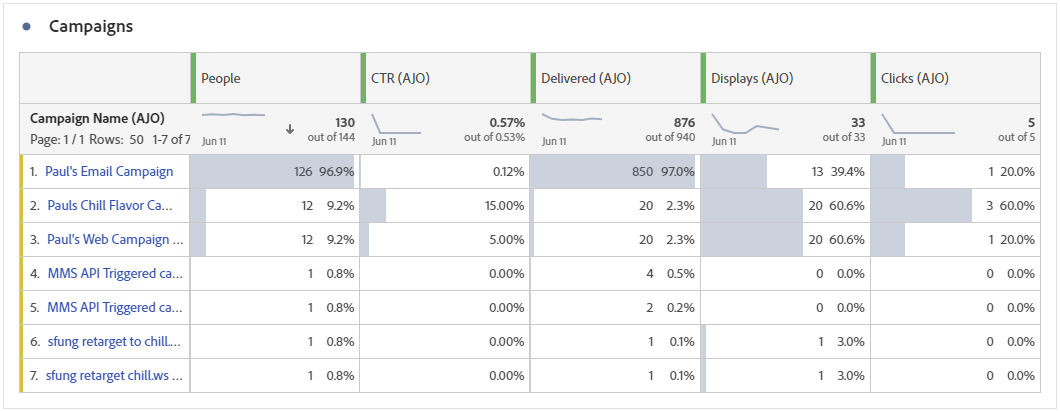 Campaigns
People CTR (AJO) Delivered (AJO) Displays (AJO) Clicks (AJO)
Campaign Name (AJO) 130 0.57% 876 33 5
Page: 1 / 1 Rows: 50 1-7 of 7 Jun 11 out of 144 Jun 11 out of 0.53% Jun 11 out of 940 Jun 11 out of 33 Jun 11 out of 5
1. Paul's Email Campaign 126 96.9% 0.12% 850 97.0% 13 39.4% 1 20.0%
2. Pauls Chill Flavor Ca... 12 9.2% 15.00% 20 2.3% 20 60.6% 3 60.0%
3. Paul's Web Campaign ... 12 9.2% 5.00% 20 2.3% 20 60.6% 1 20.0%
4. MMS API Triggered ca... 1 0.8% 0.00% 4 0.5% 0 0.0% 0 0.0%
5. MMS API Triggered ca... 1 0.8% 0.00% 2 0.2% 0 0.0% 0 0.0%
6. sfung retarget to chill.... 1 0.8% 0.00% 1 0.1% 1 3.0% 0 0.0%
7. sfung retarget chill.ws ... 1 0.8% 0.00% 1 0.1% 1 3.0% 0 0.0%